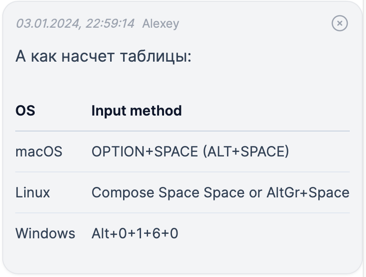 03.01.2024, 22:59:14 Alexey
А как насчет таблицы:
OS Input method
macOS OPTION+SPACE (ALT+SPACE)
Linux Compose Space Space or AltGr+Space
Windows Alt+0+1+6+0